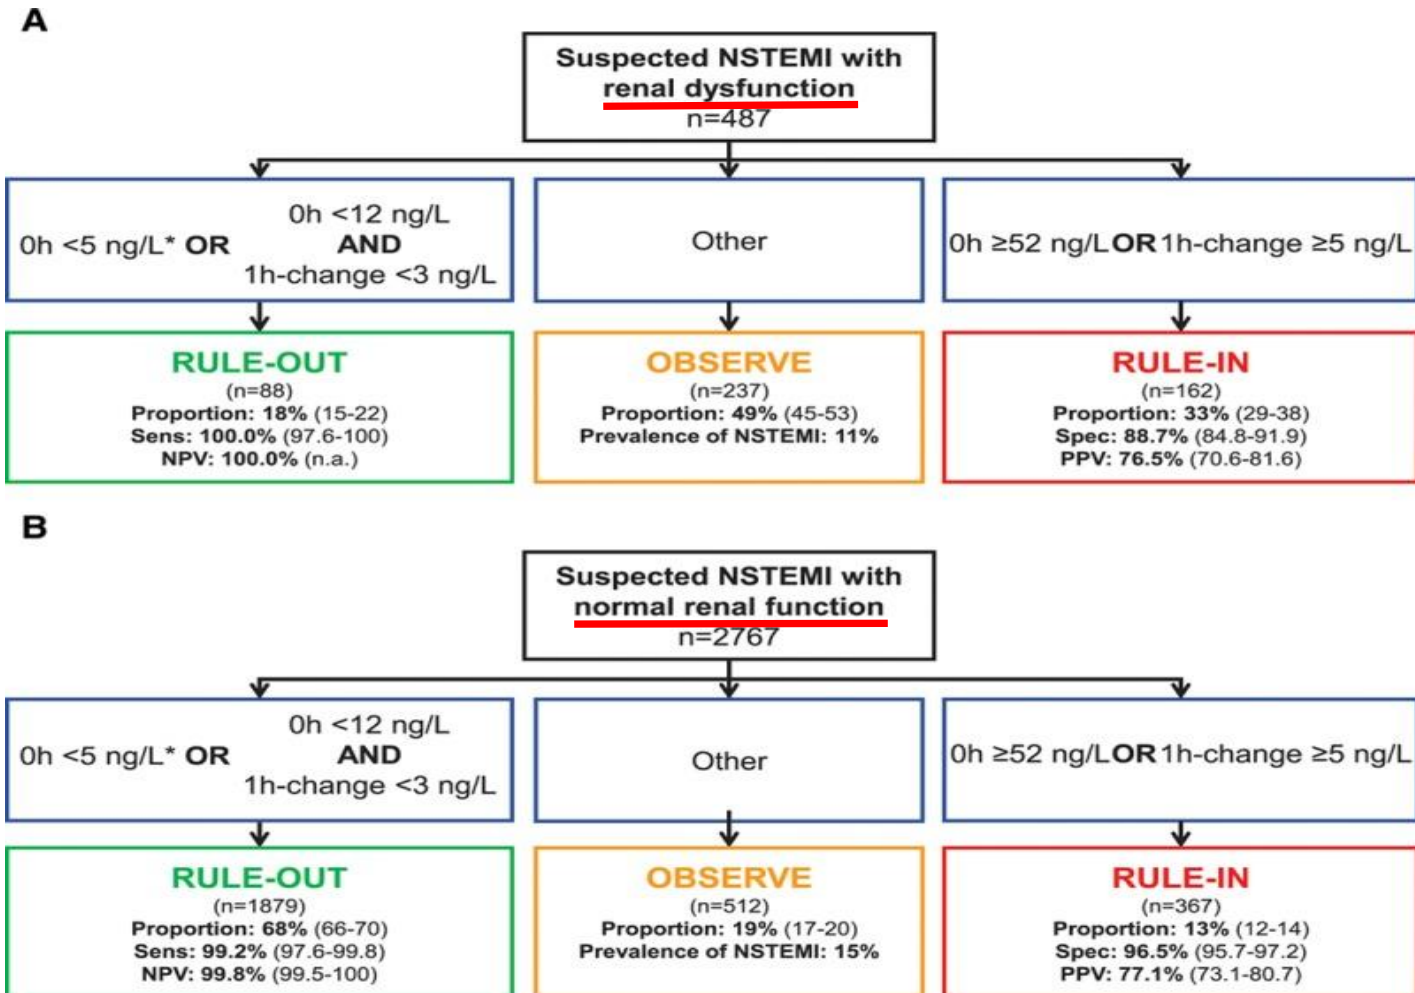 A
Suspected NSTEMI with
renal dysfunction
n=487
0h <5 ng/L* OR
0h <12 ng/L
AND
1h-change <3 ng/L
Other
0h ≥52 ng/L OR 1h-change ≥5 ng/L
RULE-OUT
(n=88)
Proportion: 18% (15-22)
Sens: 100.0% (97.6-100)
NPV: 100.0% (n.a.)
OBSERVE
(n=237)
Proportion: 49% (45-53)
Prevalence of NSTEMI: 11%
RULE-IN
(n=162)
Proportion: 33% (29-38)
Spec: 88.7% (84.8-91.9)
PPV: 76.5% (70.6-81.6)
B
Suspected NSTEMI with
normal renal function
n=2767
0h <5 ng/L* OR
0h <12 ng/L
AND
1h-change <3 ng/L
Other
0h ≥52 ng/L OR 1h-change ≥5 ng/L
RULE-OUT
(n=1879)
Proportion: 68% (66-70)
Sens: 99.2% (97.6-99.8)
NPV: 99.8% (99.5-100)
OBSERVE
(n=512)
Proportion: 19% (17-20)
Prevalence of NSTEMI: 15%
RULE-IN
(n=367)
Proportion: 13% (12-14)
Spec: 96.5% (95.7-97.2)
PPV: 77.1% (73.1-80.7)